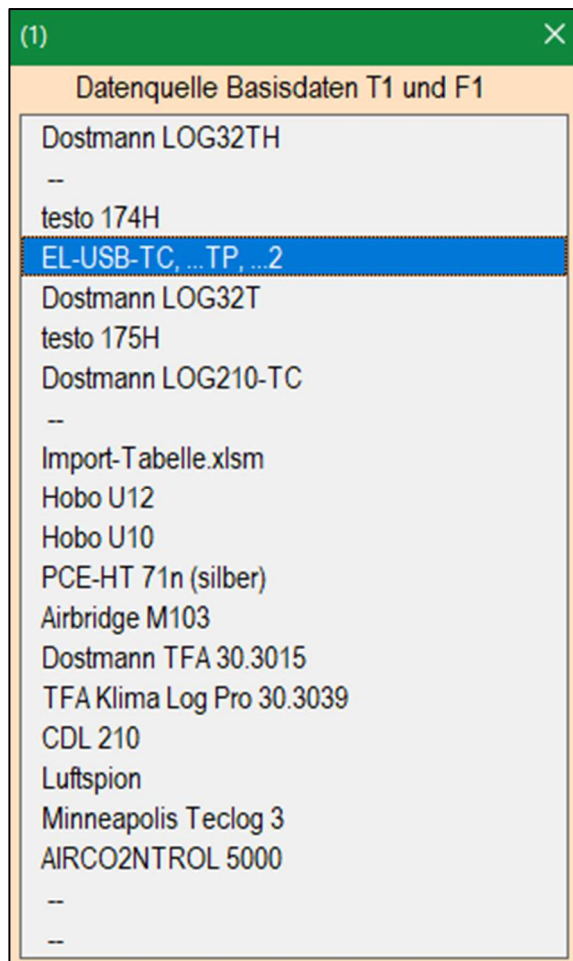 (1)
Datenquelle Basisdaten T1 und F1
Dostmann LOG32TH
--
testo 174H
EL-USB-TC, ...TP, ...2
Dostmann LOG32T
testo 175H
Dostmann LOG210-TC
--
Import-Tabelle.xlsm
Hobo U12
Hobo U10
PCE-HT 71n (silber)
Airbridge M103
Dostmann TFA 30.3015
TFA Klima Log Pro 30.3039
CDL 210
Luftspion
Minneapolis Teclog 3
AIRCO2NTROL 5000
--
--